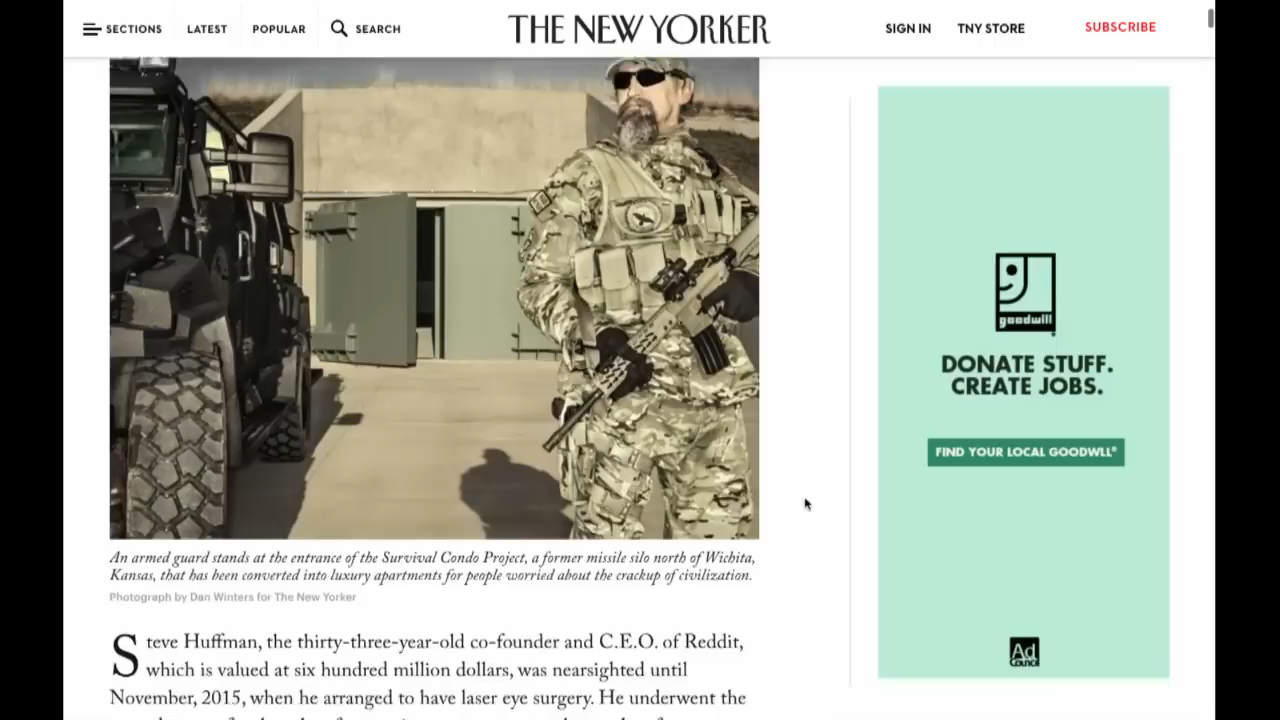 SECTIONS LATEST POPULAR SEARCH THE NEW YORKER SIGN IN TNY STORE SUBSCRIBE
goodwill
DONATE STUFF.
CREATE JOBS.
FIND YOUR LOCAL GOODWLL®
Ad
Council
An armed guard stands at the entrance of the Survival Condo Project, a former missile silo north of Wichita,
Kansas, that has been converted into luxury apartments for people worried about the crackup of civilization.
Photograph by Dan Winters for The New Yorker
Steve Huffman, the thirty-three-year-old co-founder and C.E.O. of Reddit,
which is valued at six hundred million dollars, was nearsighted until
November, 2015, when he arranged to have laser eye surgery. He underwent the